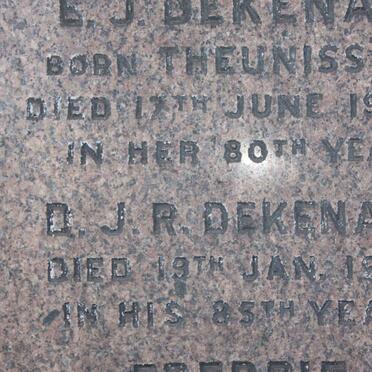 E. J DEKENA
BORN THEUNISS
DIED 17TH JUNE 19
IN HER 80TH YEA
D. J. R. DEKENA
DIED 19TH JAN. 19
IN HIS 85TH YEA
FREDDIE